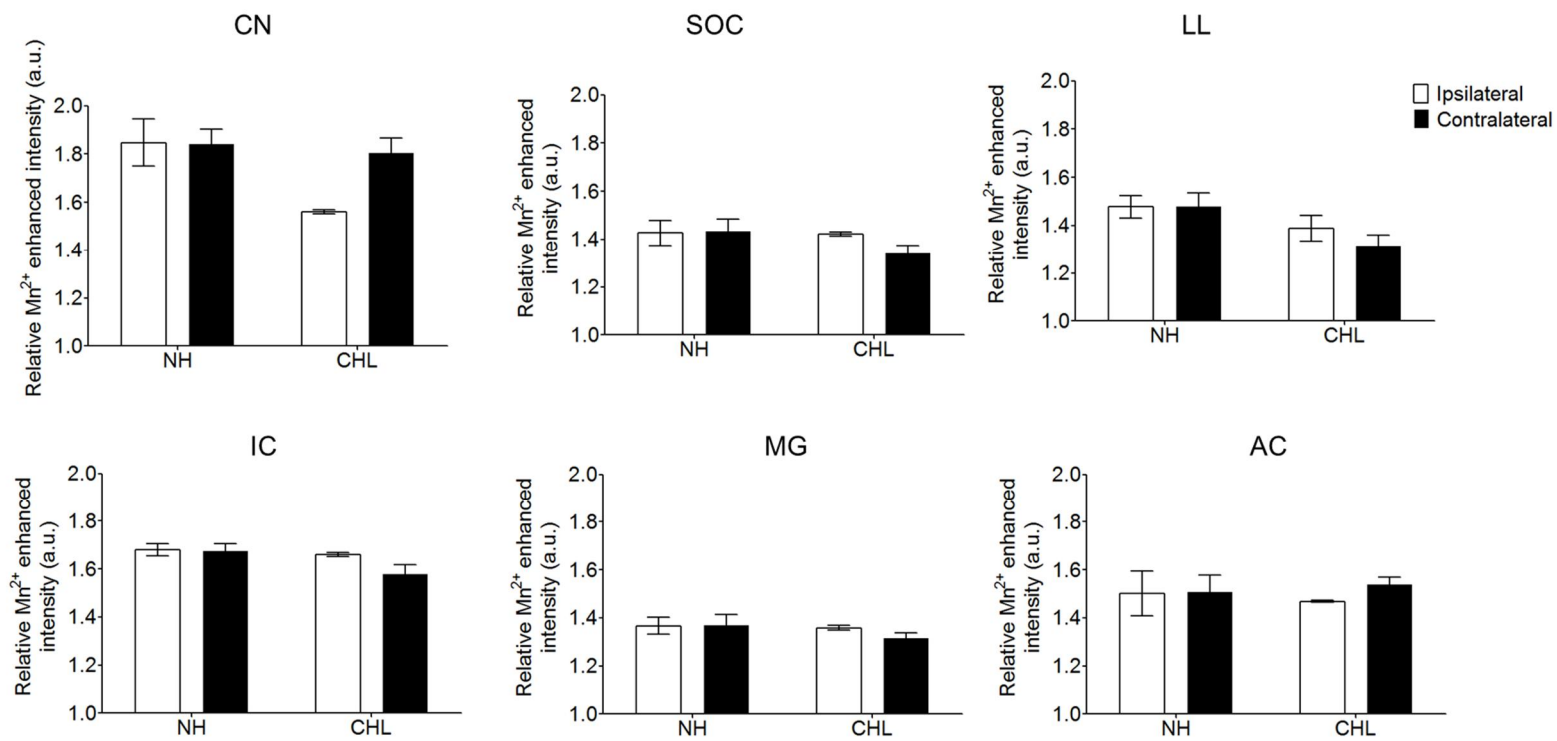 CN
Relative Mn2+ enhanced intensity (a.u.)
2.0
1.8
1.6
1.4
1.2
1.0
NH
CHL
SOC
Relative Mn2+ enhanced
intensity (a.u.)
2.0
1.8
1.6
1.4
1.2
1.0
NH
CHL
LL
Relative Mn2+ enhanced
intensity (a.u.)
2.0
1.8
1.6
1.4
1.2
1.0
NH
CHL
Ipsilateral
Contralateral
IC
Relative Mn2+ enhanced
intensity (a.u.)
2.0
1.8
1.6
1.4
1.2
1.0
NH
CHL
MG
Relative Mn2+ enhanced
intensity (a.u.)
2.0
1.8
1.6
1.4
1.2
1.0
NH
CHL
AC
Relative Mn2+ enhanced
intensity (a.u.)
2.0
1.8
1.6
1.4
1.2
1.0
NH
CHL